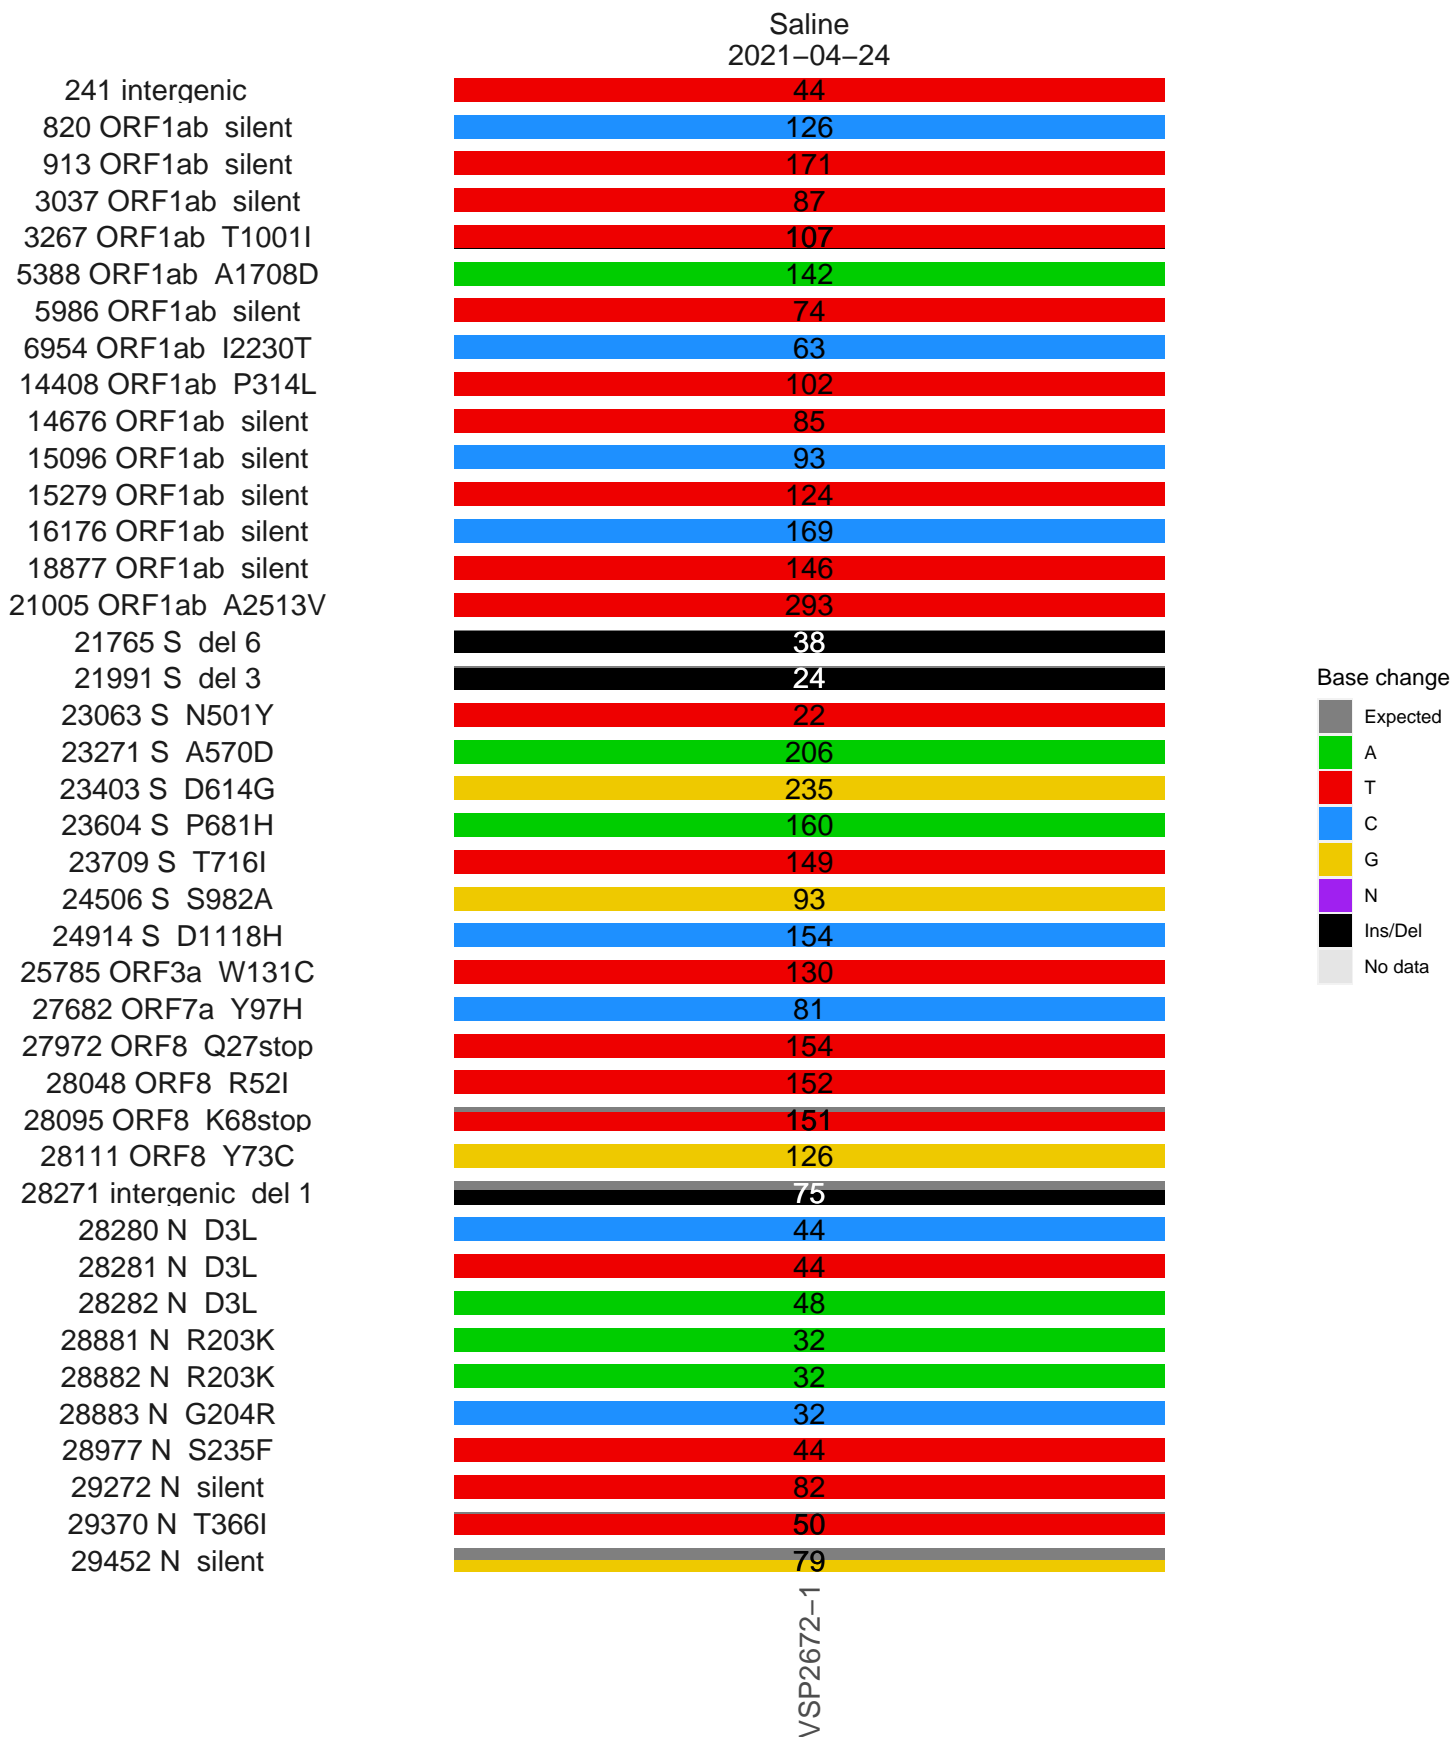 Saline
2021−04−24
241 intergenic 44
820 ORF1ab silent 126
913 ORF1ab silent 171
3037 ORF1ab silent 87
3267 ORF1ab T1001I 107
5388 ORF1ab A1708D 142
5986 ORF1ab silent 74
6954 ORF1ab I2230T 63
14408 ORF1ab P314L 102
14676 ORF1ab silent 85
15096 ORF1ab silent 93
15279 ORF1ab silent 124
16176 ORF1ab silent 169
18877 ORF1ab silent 146
21005 ORF1ab A2513V 293
21765 S del 6 38
21991 S del 3 24
23063 S N501Y 22
23271 S A570D 206
23403 S D614G 235
23604 S P681H 160
23709 S T716I 149
24506 S S982A 93
24914 S D1118H 154
25785 ORF3a W131C 130
27682 ORF7a Y97H 81
27972 ORF8 Q27stop 154
28048 ORF8 R52I 152
28095 ORF8 K68stop 151
28111 ORF8 Y73C 126
28271 intergenic del 1 75
28280 N D3L 44
28281 N D3L 44
28282 N D3L 48
28881 N R203K 32
28882 N R203K 32
28883 N G204R 32
28977 N S235F 44
29272 N silent 82
29370 N T366I 50
29452 N silent 79
VSP2672−1
Base change
Expected
A
T
C
G
N
Ins/Del
No data